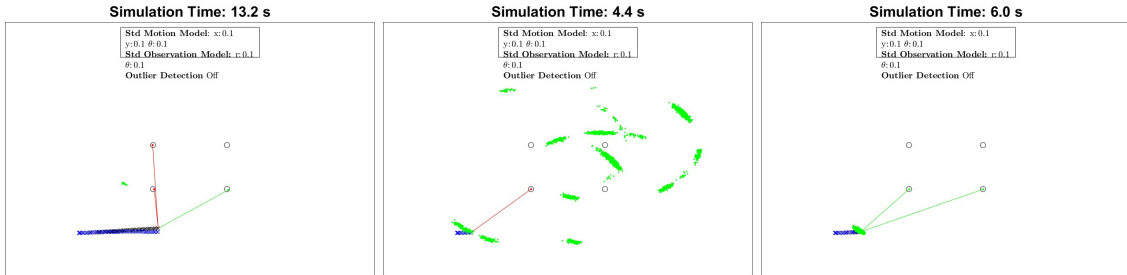 Simulation Time: 13.2 s
Std Motion Model: x:0.1
y:0.1 θ:0.1
Std Observation Model: r:0.1
θ:0.1
Outlier Detection Off
Simulation Time: 4.4 s
Std Motion Model: x:0.1
y:0.1 θ:0.1
Std Observation Model: r:0.1
θ:0.1
Outlier Detection Off
Simulation Time: 6.0 s
Std Motion Model: x:0.1
y:0.1 θ:0.1
Std Observation Model: r:0.1
θ:0.1
Outlier Detection Off